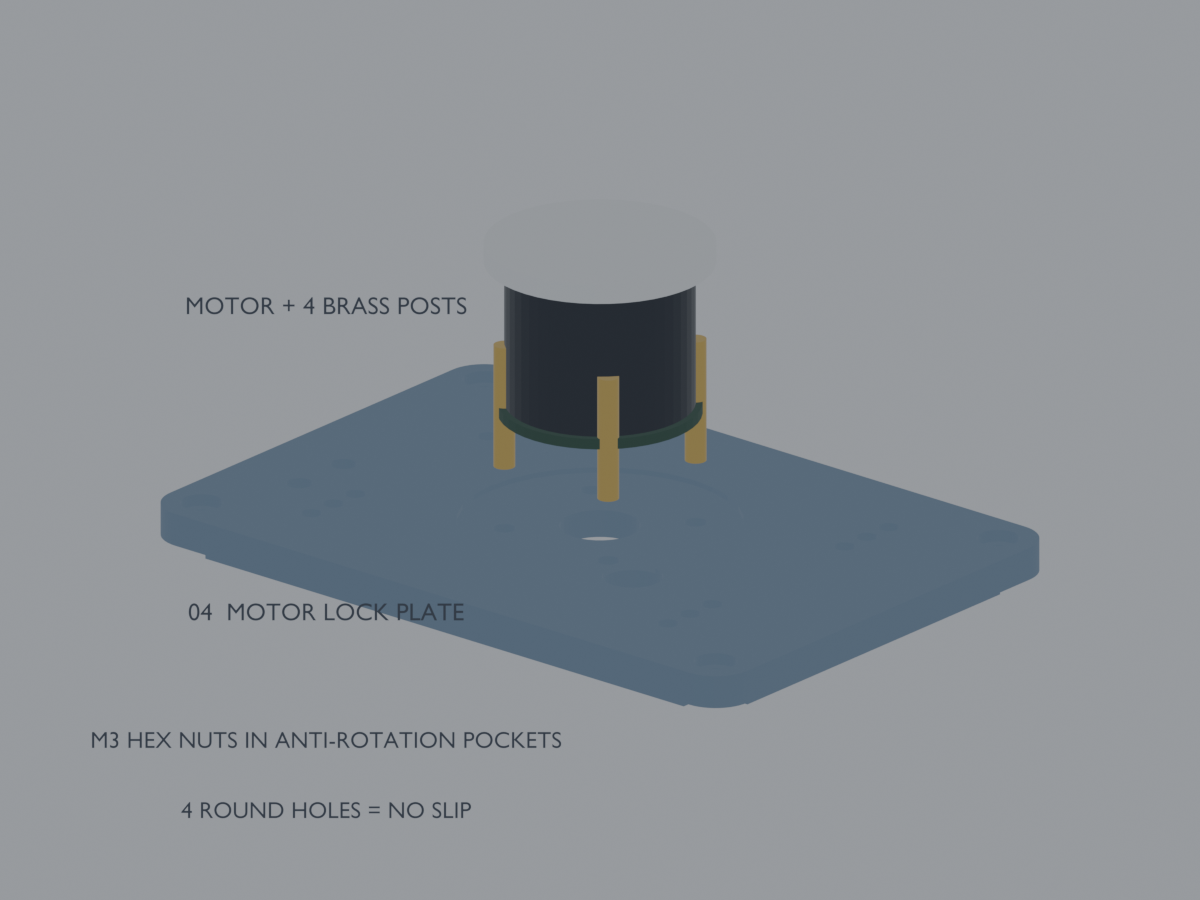 MOTOR + 4 BRASS POSTS
04 MOTOR LOCK PLATE
M3 HEX NUTS IN ANTI-ROTATION POCKETS
4 ROUND HOLES = NO SLIP